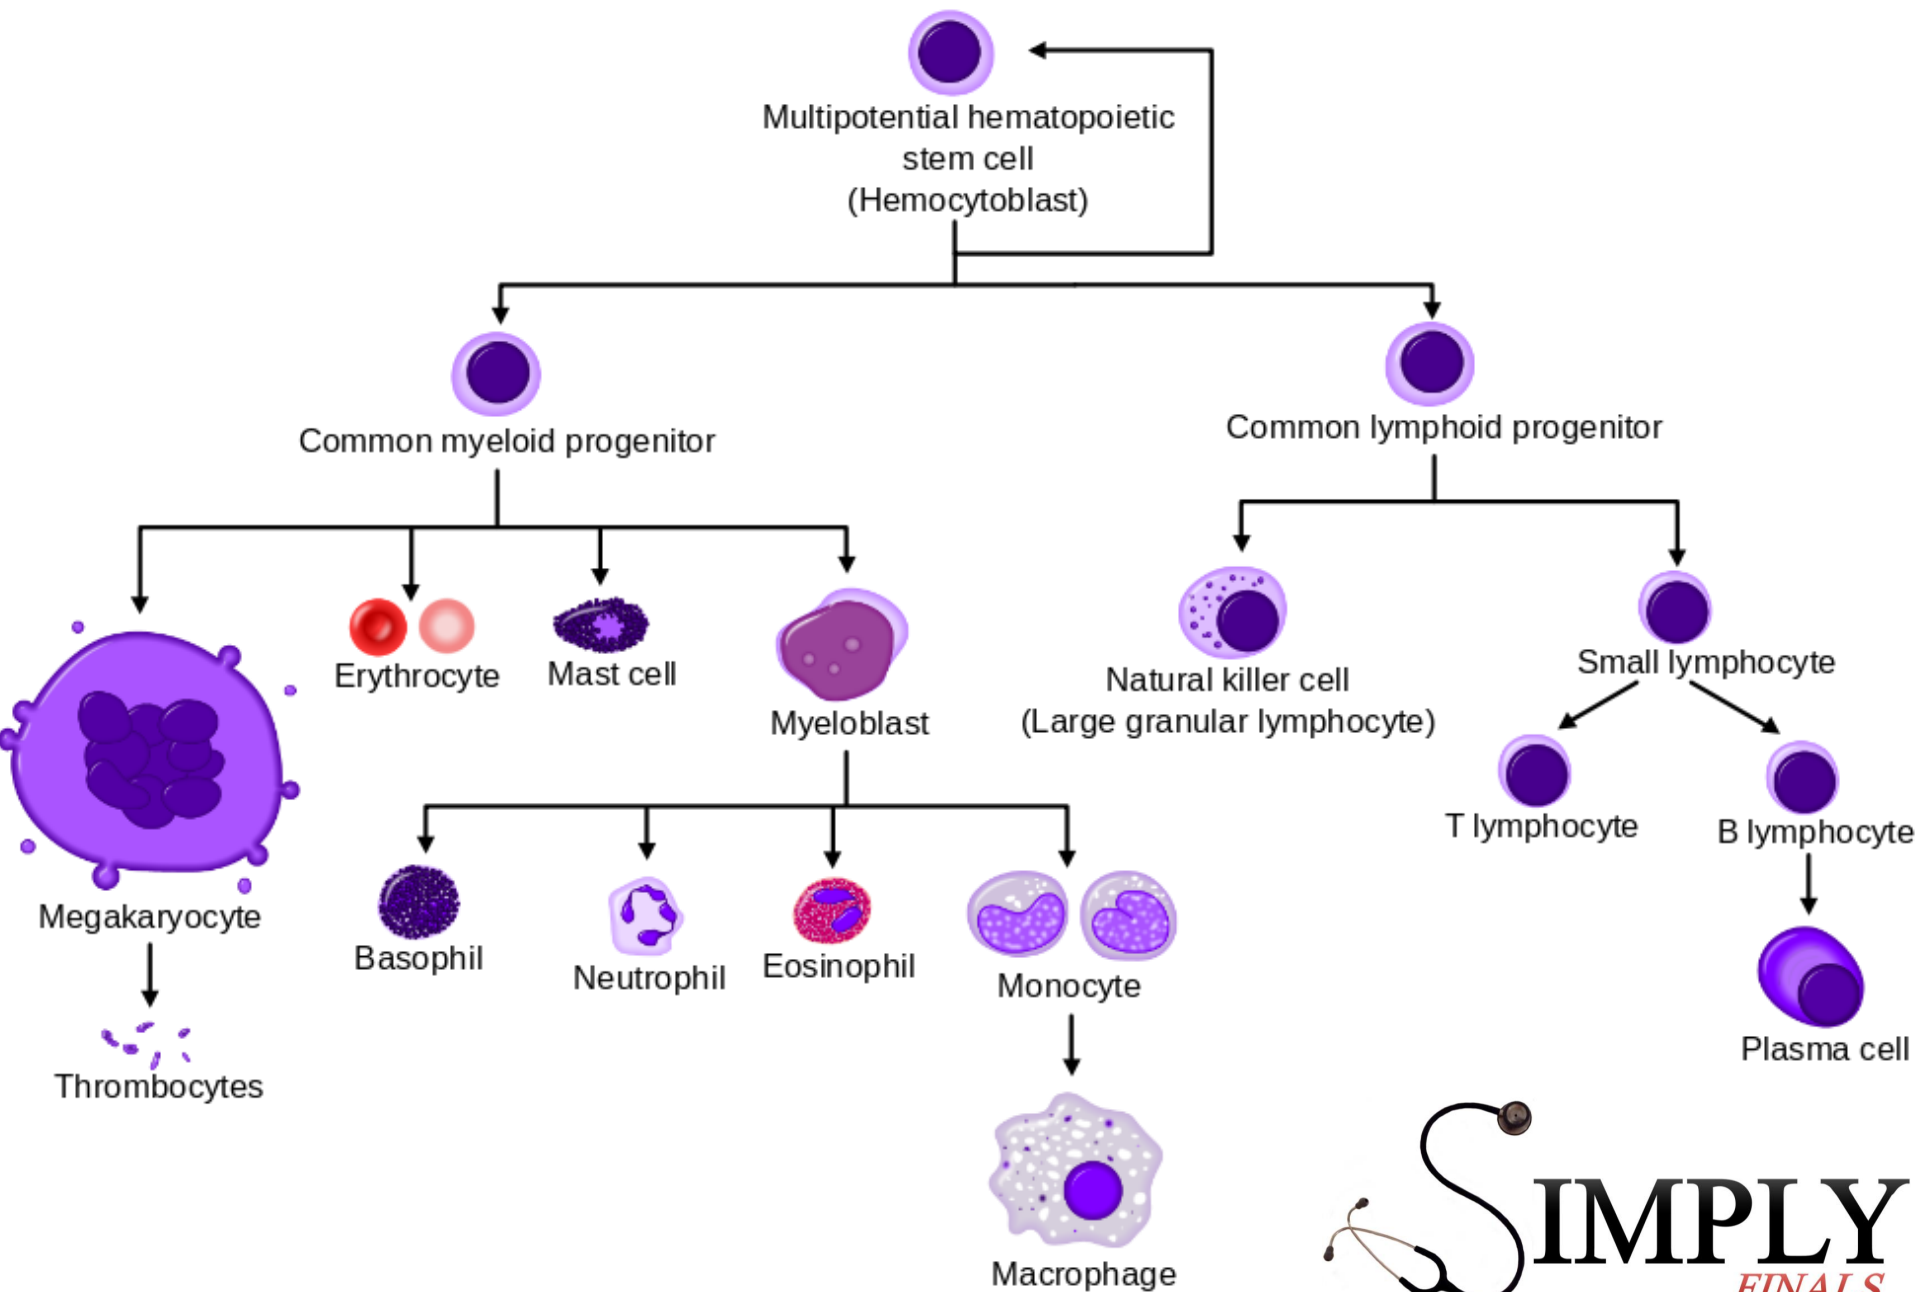 Multipotential hematopoietic
stem cell
(Hemocytoblast)
Common myeloid progenitor
Common lymphoid progenitor
Erythrocyte
Mast cell
Myeloblast
Natural killer cell
(Large granular lymphocyte)
Small lymphocyte
T lymphocyte
B lymphocyte
Megakaryocyte
Basophil
Neutrophil
Eosinophil
Monocyte
Plasma cell
Thrombocytes
Macrophage
SIMPLY
FINALS